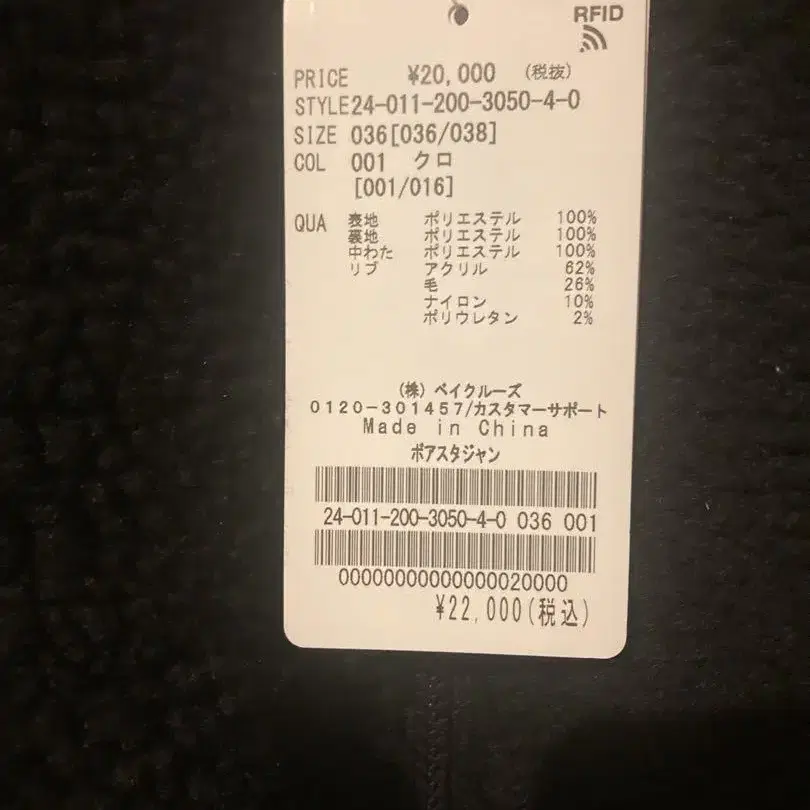 RFID
PRICE ¥20,000 (税抜)
STYLE24-011-200-3050-4-0
SIZE 036[036/038]
COL 001 クロ
[001/016]
QUA 表地 ポリエステル 100%
裏地 ポリエステル 100%
中わた ポリエステル 100%
リブ アクリル 62%
毛 26%
ナイロン 10%
ポリウレタン 2%
(株) ベイクルーズ
0120-301457/カスタマーサポート
Made in China
ボアスタジャン
24-011-200-3050-4-0 036 001
00000000000000020000
¥22,000(税込)